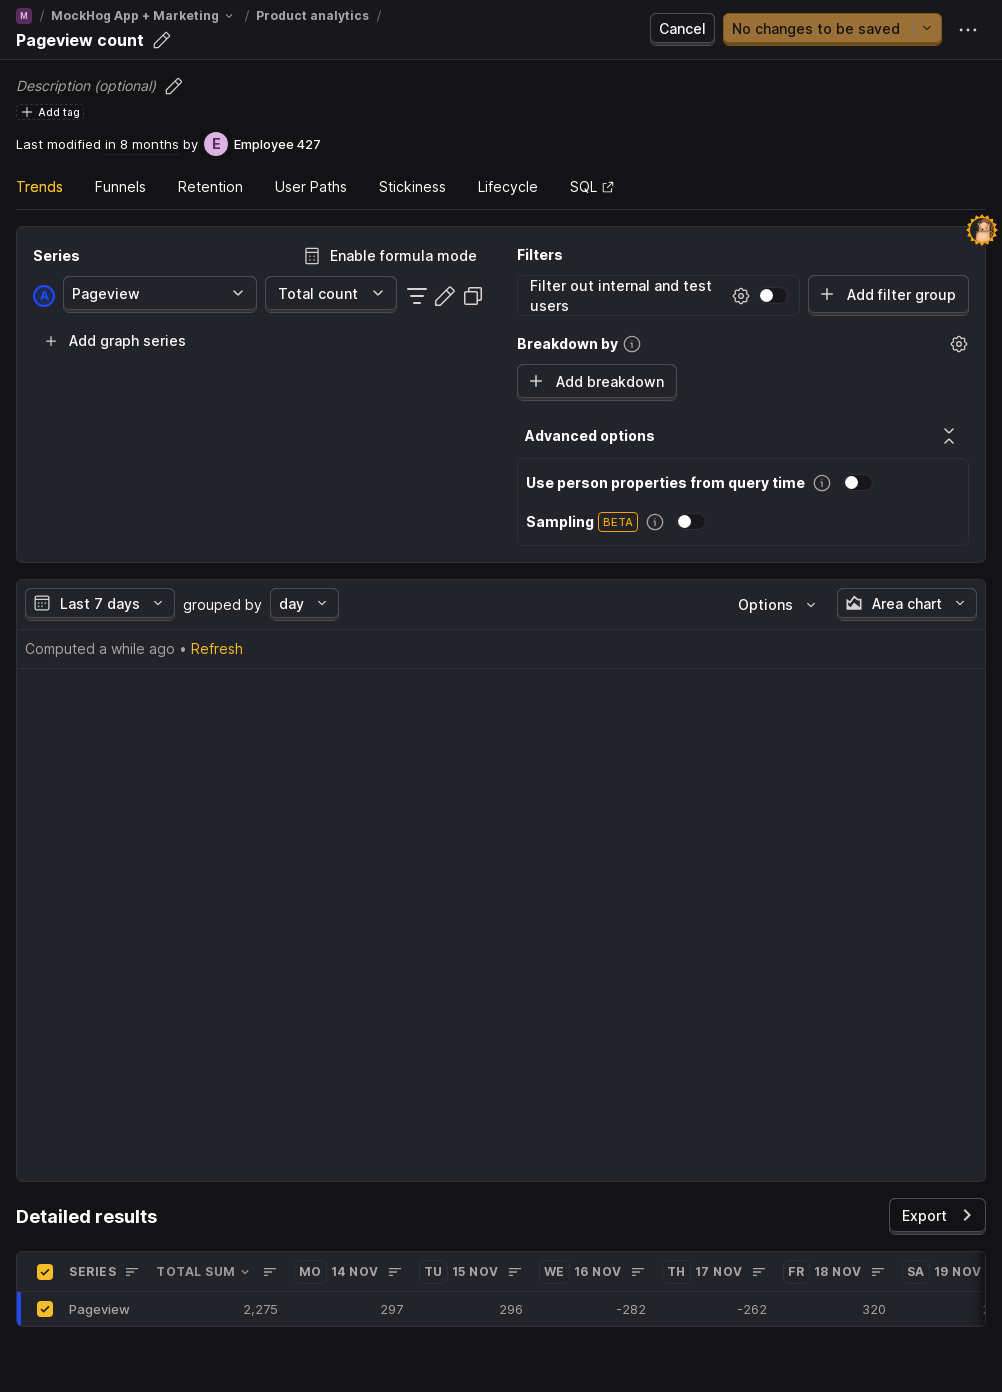 M / MockHog App + Marketing / Product analytics /
Pageview count
Cancel
No changes to be saved
Description (optional)
Add tag
Last modified in 8 months by E Employee 427
Trends Funnels Retention User Paths Stickiness Lifecycle SQL
Series
Enable formula mode
A Pageview Total count
Add graph series
Filters
Filter out internal and test
users
Add filter group
Breakdown by
Add breakdown
Advanced options
Use person properties from query time
Sampling BETA
Last 7 days grouped by day Options Area chart
Computed a while ago • Refresh
Detailed results
Export
SERIES TOTAL SUM MO 14 NOV TU 15 NOV WE 16 NOV TH 17 NOV FR 18 NOV SA 19 NOV
Pageview 2,275 297 296 -282 -262 320